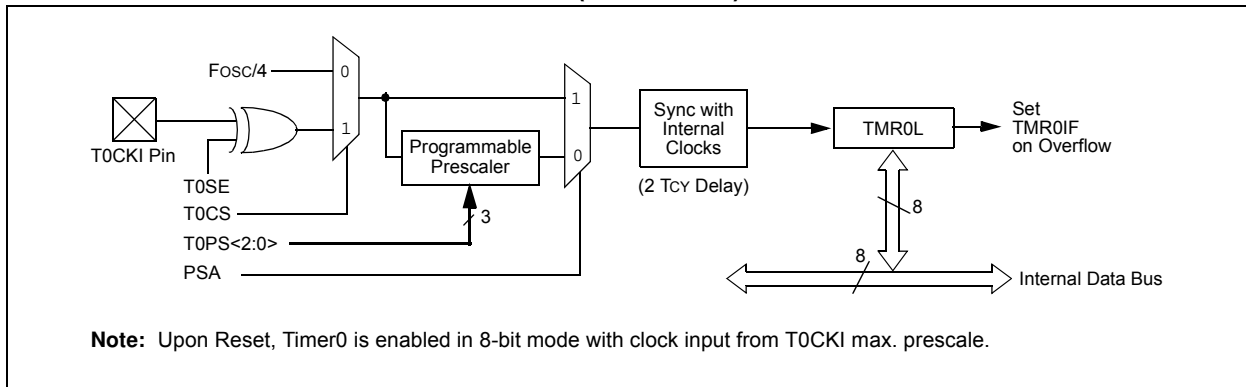 FOSC/4
0
1
T0CKI Pin
T0SE
T0CS
T0PS<2:0>
PSA
Programmable
Prescaler
3
1
0
Sync with
Internal
Clocks
(2 TCY Delay)
TMR0L
Set
TMR0IF
on Overflow
8
8
Internal Data Bus
Note: Upon Reset, Timer0 is enabled in 8-bit mode with clock input from T0CKI max. prescale.